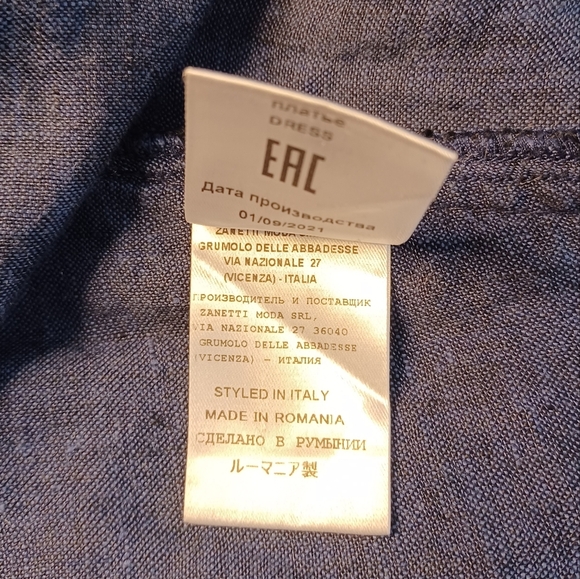 платье
DRESS
EAC
Дата производства
01/09/2021
ZANETTI MODA
GRUMOLO DELLE ABBADESSE
VIA NAZIONALE 27
(VICENZA) - ITALIA
ПРОИЗВОДИТЕЛЬ И ПОСТАВЩИК
ZANETTI MODA SRL,
VIA NAZIONALE 27 36040
GRUMOLO DELLE ABBADESSE
(VICENZA) – ИТАЛИЯ
STYLED IN ITALY
MADE IN ROMANIA
СДЕЛАНО В РУМЫНИИ
ルーマニア製